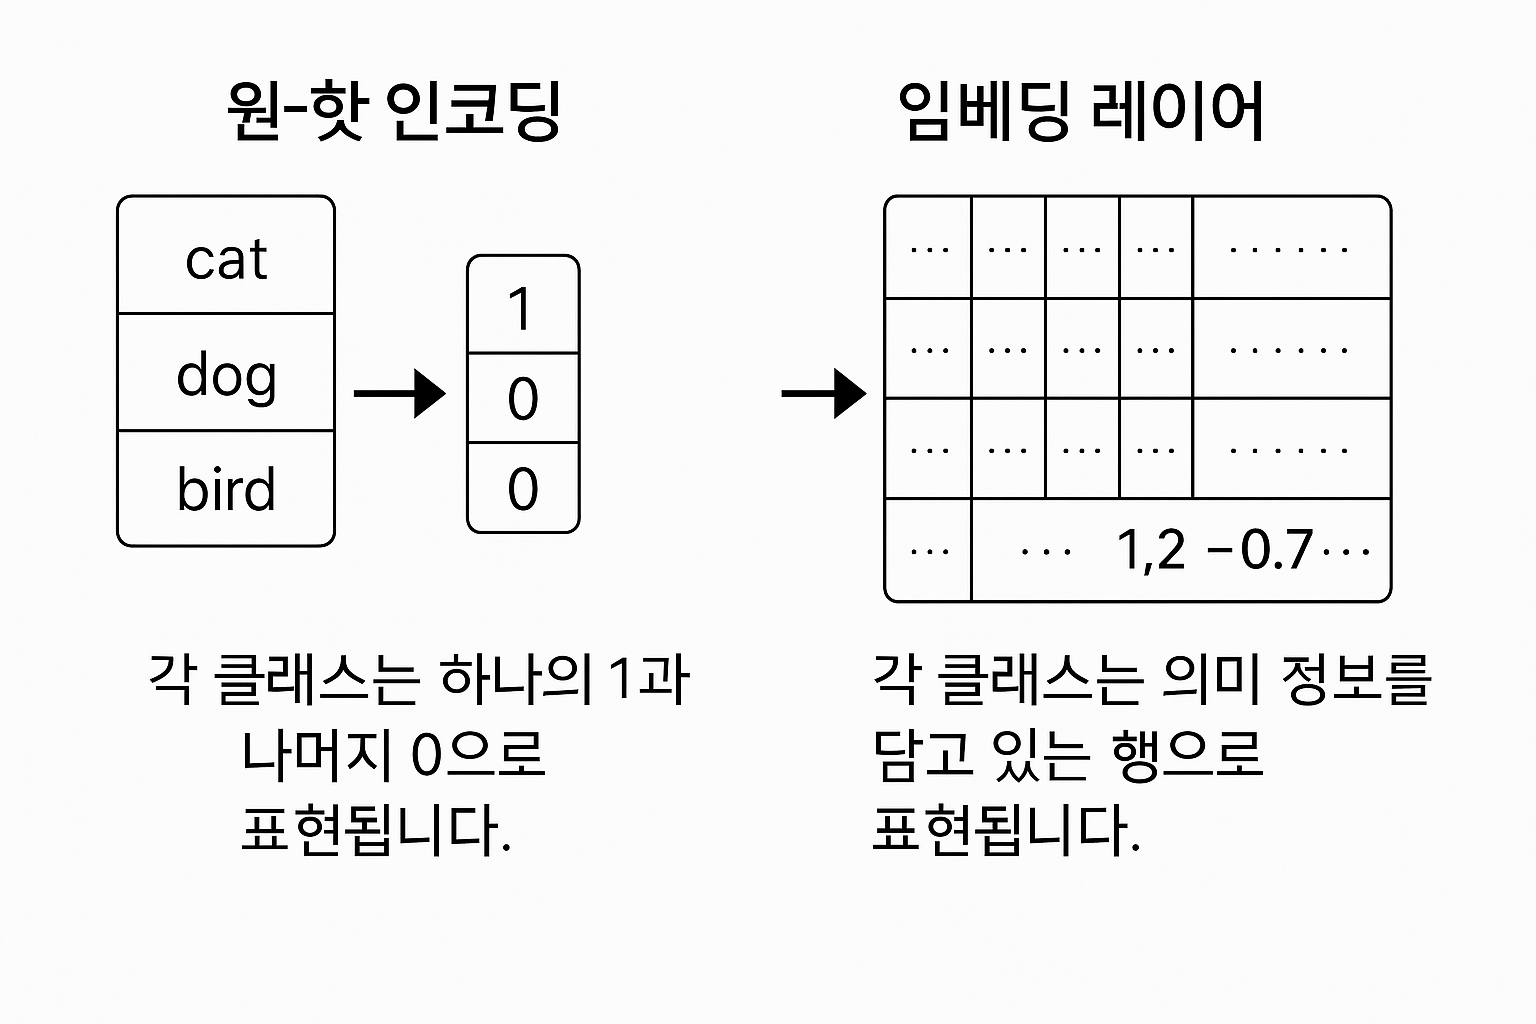 원-핫 인코딩
cat
dog
bird
1
0
0
각 클래스는 하나의 1과
나머지 0으로
표현됩니다.
임베딩 레이어
... ... ... ... ......
... ... ... ... ......
... ... ... ... ......
... ... 1,2 −0.7...
각 클래스는 의미 정보를
담고 있는 행으로
표현됩니다.